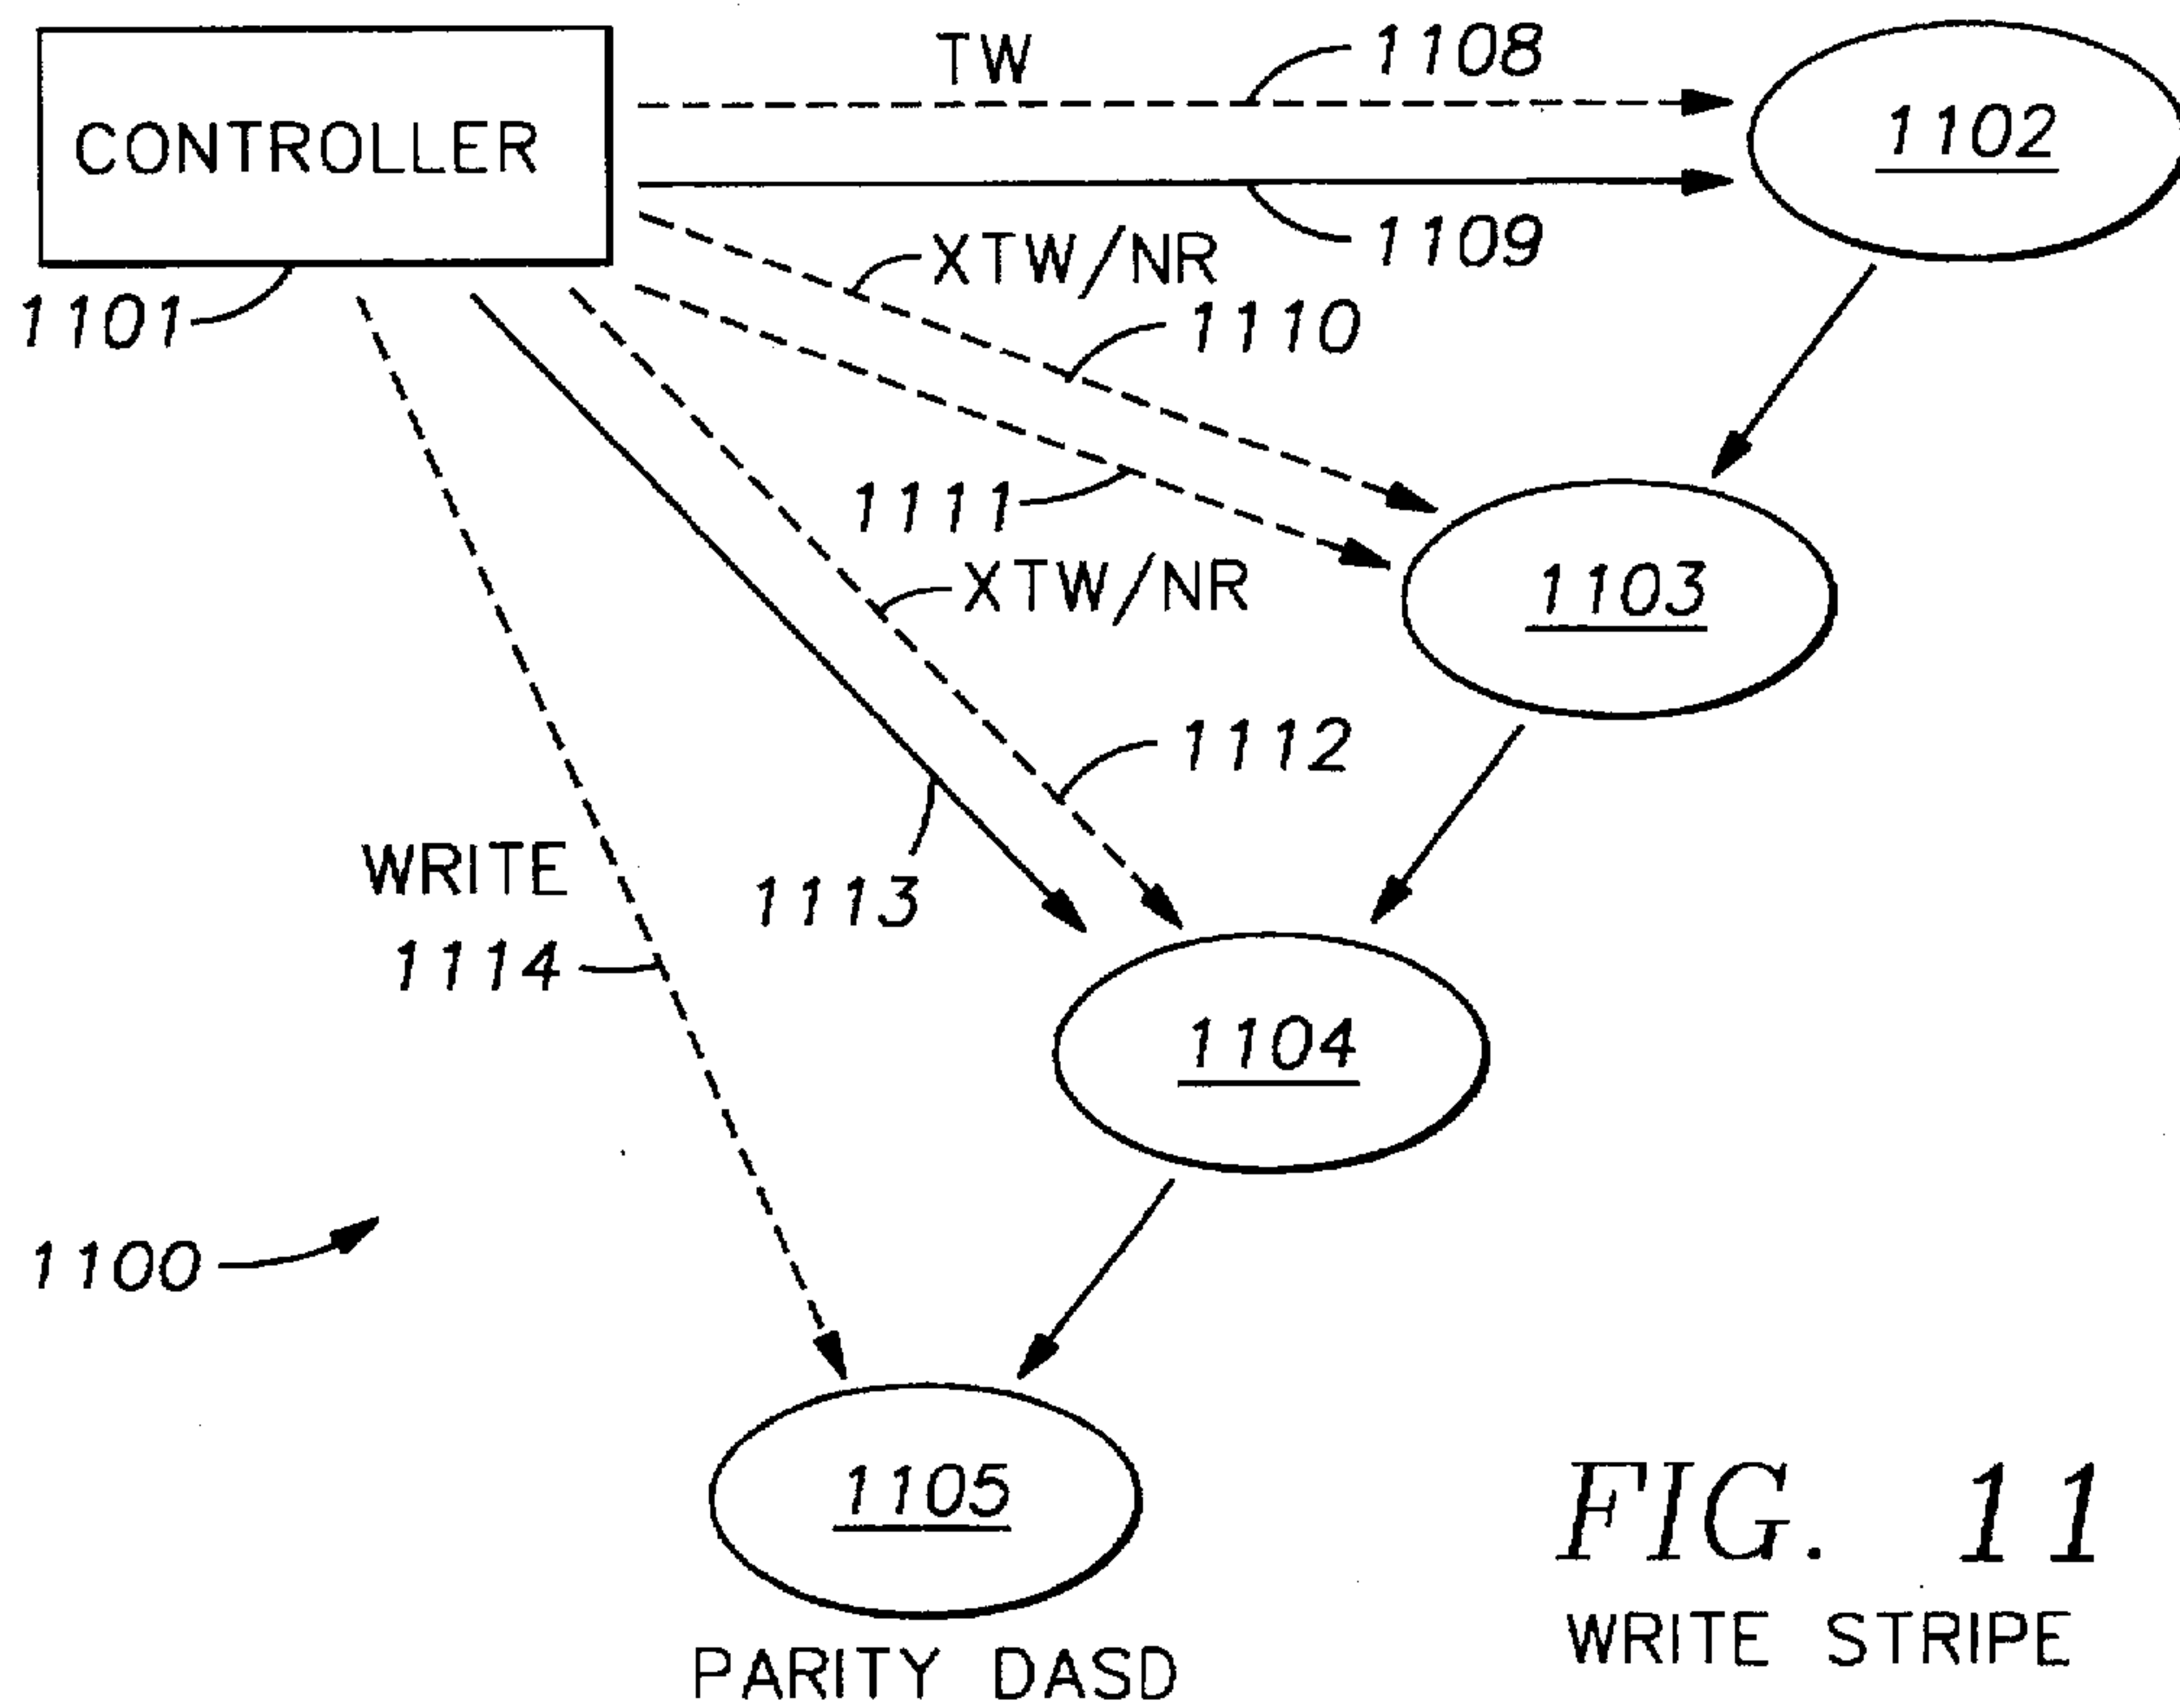 TW
1108
CONTROLLER
1102
1109
XTW/NR
1101
1110
1111
XTW/NR
1103
1112
WRITE
1113
1114
1104
1100
1105
FIG. 11
WRITE STRIPE
PARITY DASD